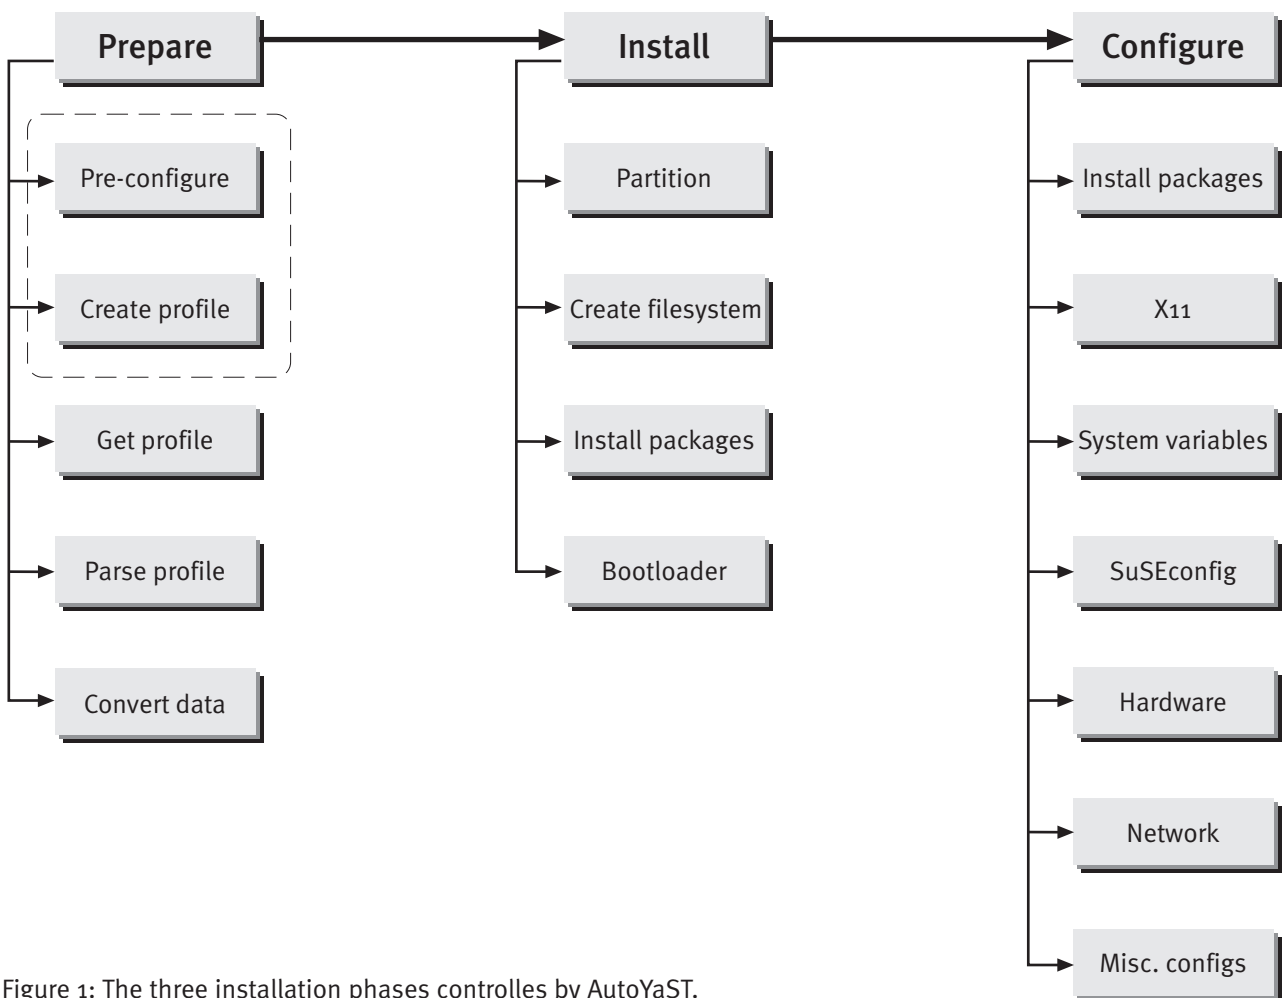 Prepare
Install
Configure
Pre-configure
Partition
Install packages
Create profile
Create filesystem
X11
Get profile
Install packages
System variables
Parse profile
Bootloader
SuSEconfig
Convert data
Hardware
Network
Misc. configs
Figure 1: The three installation phases controlles by AutoYaST.